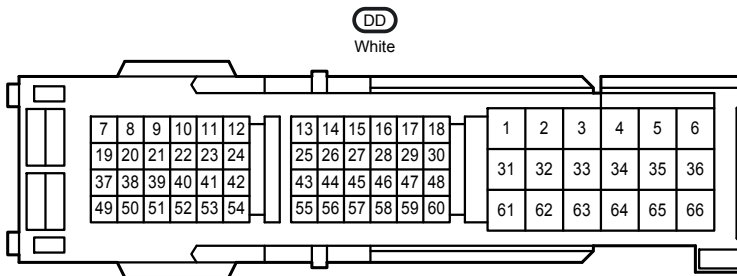 DD
White
7 8 9 10 11 12 13 14 15 16 17 18 1 2 3 4 5 6
19 20 21 22 23 24 25 26 27 28 29 30 31 32 33 34 35 36
37 38 39 40 41 42 43 44 45 46 47 48
49 50 51 52 53 54 55 56 57 58 59 60 61 62 63 64 65 66